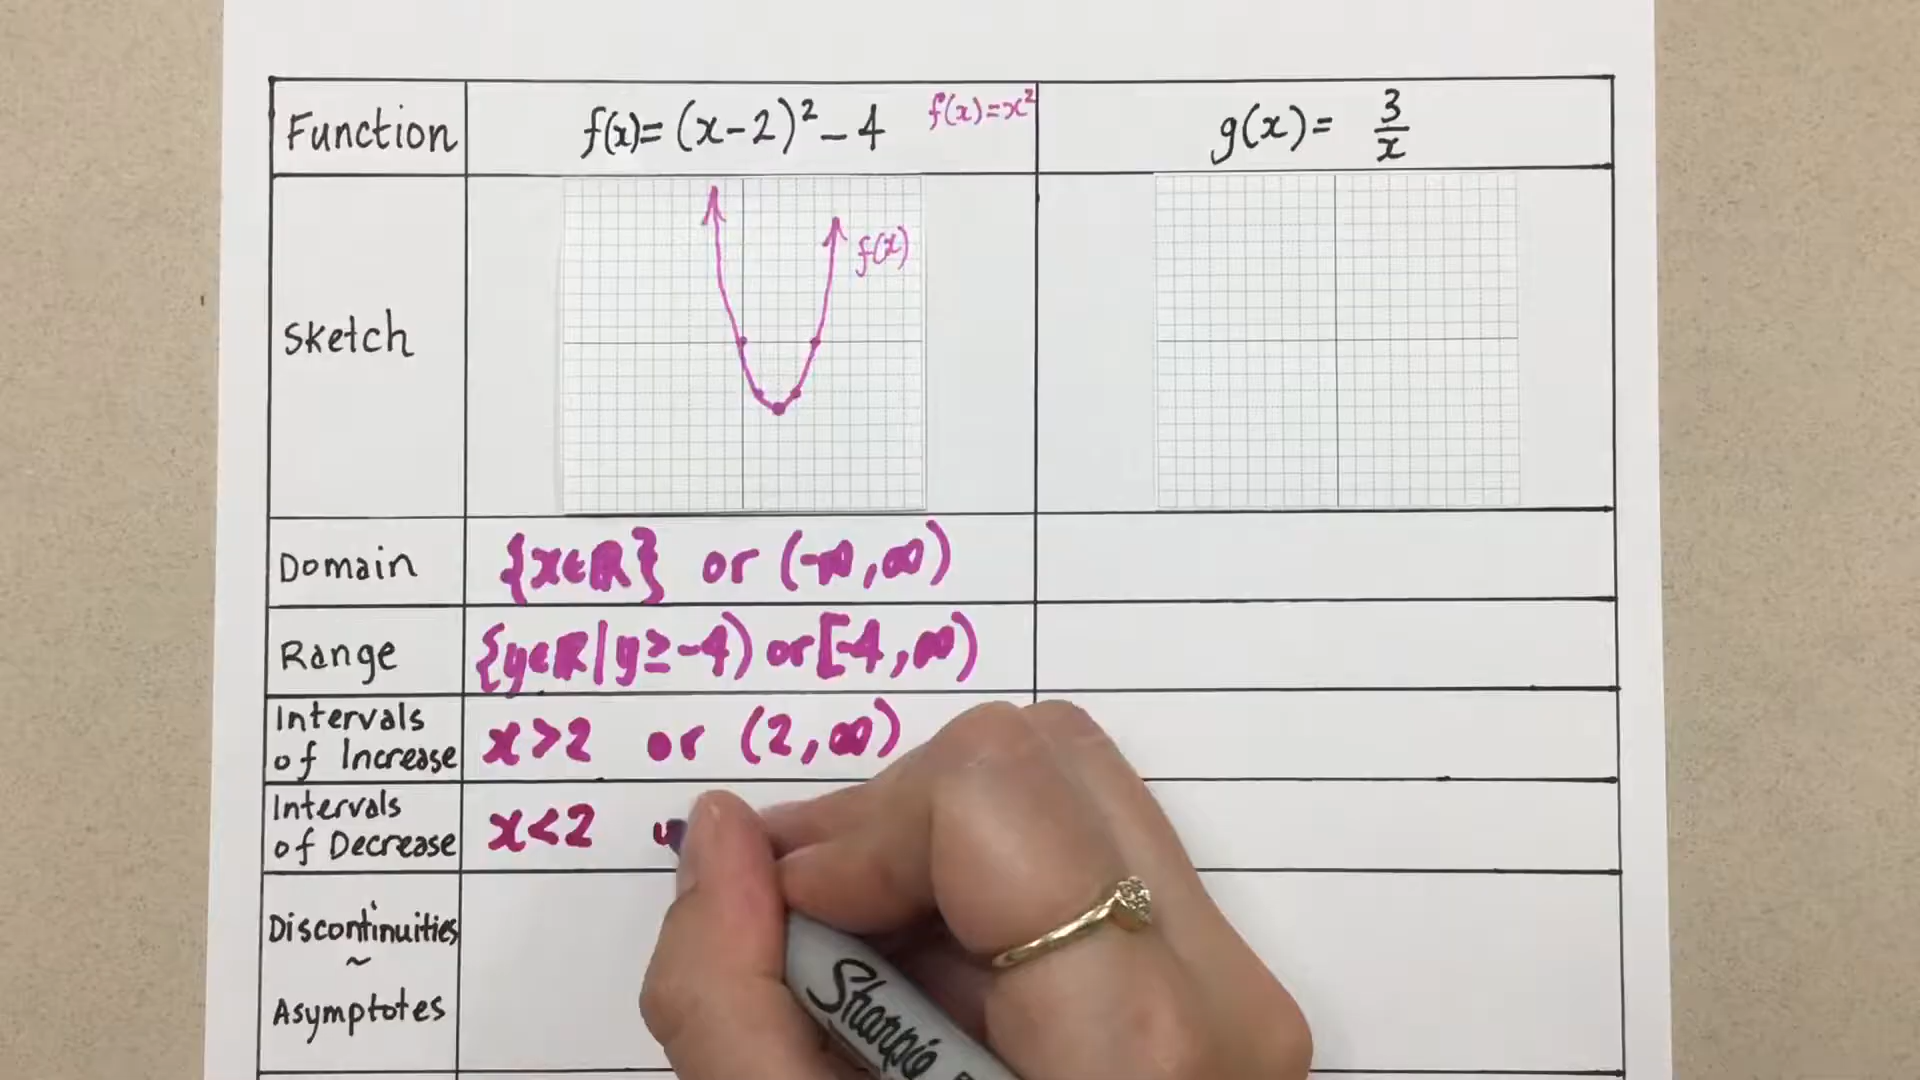 Function f(x)= (x-2)² - 4 f(x)=x² g(x)= 3/x
Sketch
f(x)
Domain {x∈ℝ} or (-∞,∞)
Range {y∈ℝ|y≥-4) or [-4,∞)
Intervals
of Increase x>2 or (2,∞)
Intervals
of Decrease x<2
Discontinuities
~
Asymptotes
Sharpie